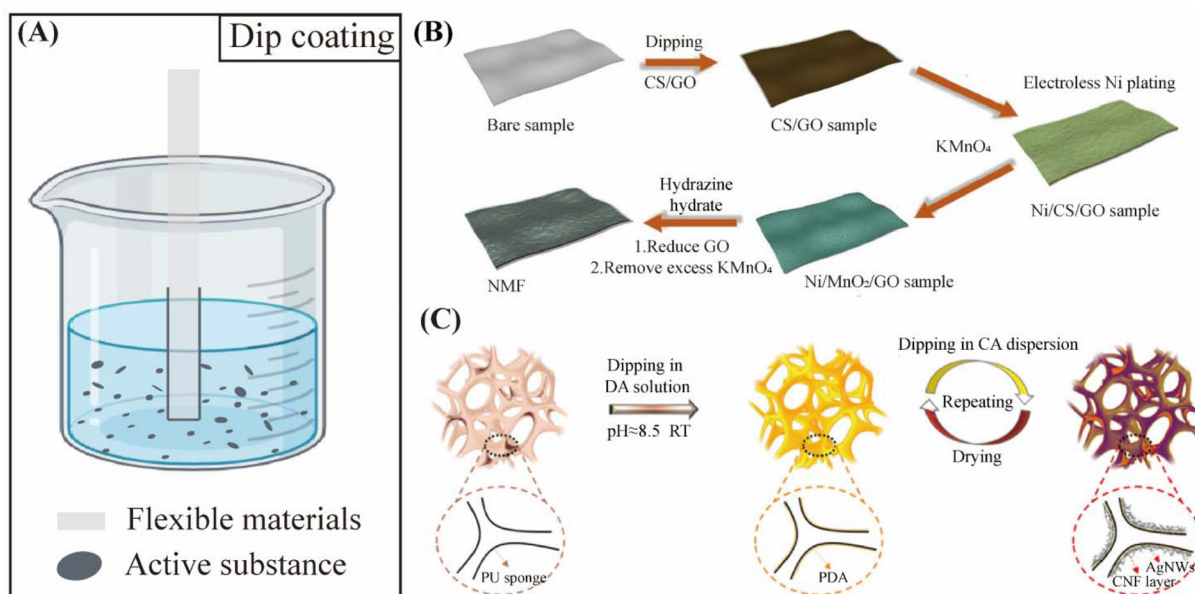 (A)
Dip coating
Flexible materials
Active substance
(B)
Dipping
CS/GO
Bare sample
CS/GO sample
Electroless Ni plating
KMnO₄
Ni/CS/GO sample
Hydrazine
hydrate
1.Reduce GO
2.Remove excess KMnO₄
NMF
Ni/MnO₂/GO sample
(C)
Dipping in
DA solution
pH≈8.5 RT
Dipping in CA dispersion
Repeating
Drying
PU sponge
PDA
AgNWs
CNF layer